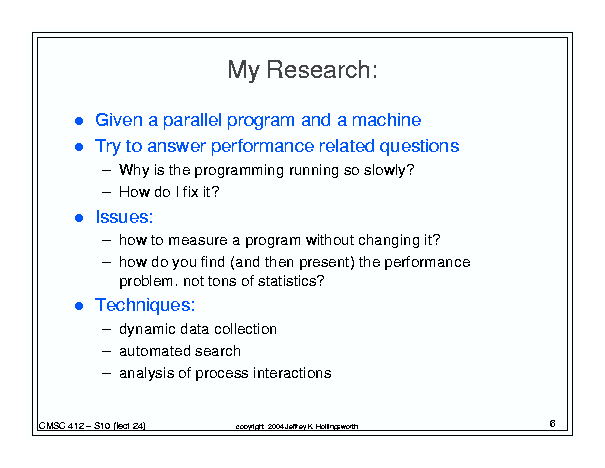 My Research:
● Given a parallel program and a machine
● Try to answer performance related questions
– Why is the programming running so slowly?
– How do I fix it?
● Issues:
– how to measure a program without changing it?
– how do you find (and then present) the performance
problem. not tons of statistics?
● Techniques:
– dynamic data collection
– automated search
– analysis of process interactions
CMSC 412 – S10 (lect 24)
copyright 2004 Jeffrey K. Hollingsworth
6